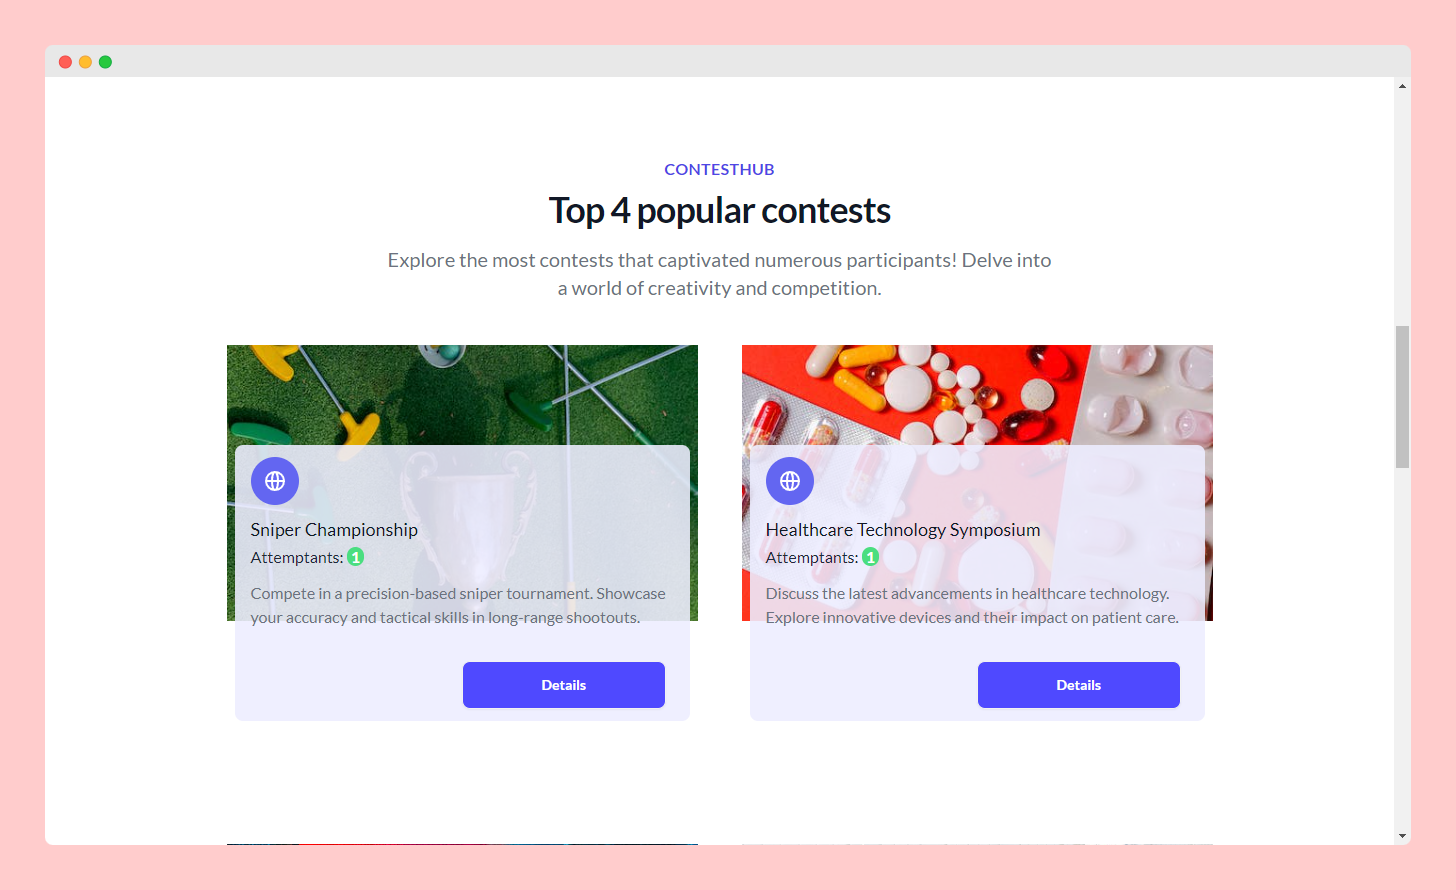 CONTESTHUB
Top 4 popular contests
Explore the most contests that captivated numerous participants! Delve into
a world of creativity and competition.
Sniper Championship
Attemptants: 1
Compete in a precision-based sniper tournament. Showcase
your accuracy and tactical skills in long-range shootouts.
Details
Healthcare Technology Symposium
Attemptants: 1
Discuss the latest advancements in healthcare technology.
Explore innovative devices and their impact on patient care.
Details